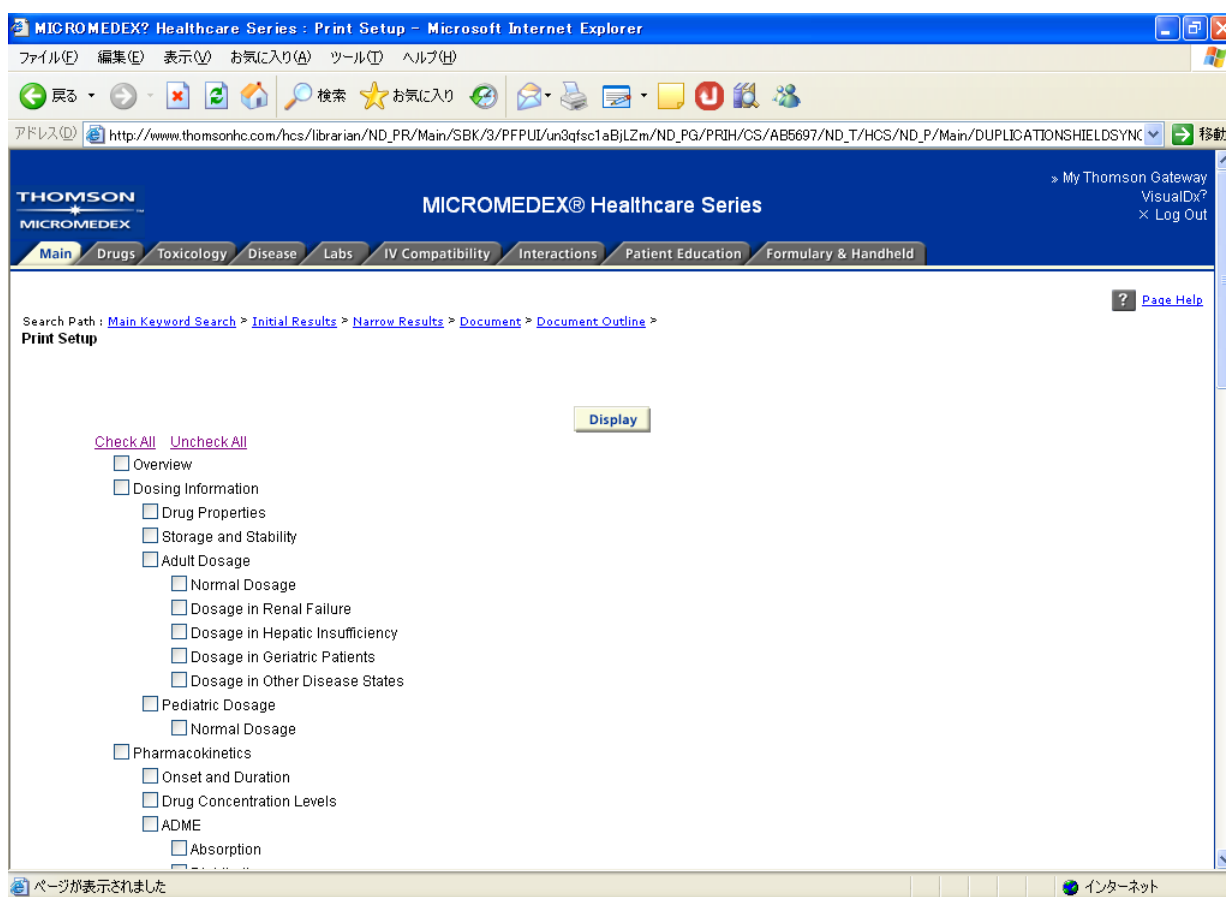 MICROMEDEX? Healthcare Series : Print Setup - Microsoft Internet Explorer
ファイル(F) 編集(E) 表示(V) お気に入り(A) ツール(T) ヘルプ(H)
戻る 検索 お気に入り
アドレス(D) http://www.thomsonhc.com/hcs/librarian/ND_PR/Main/SBK/3/PFPUI/un3qfsc1aBjLZm/ND_PG/PRIH/CS/AB5697/ND_T/HCS/ND_P/Main/DUPLICATIONSHIELDSYNC 移動
» My Thomson Gateway
THOMSON
MICROMEDEX
MICROMEDEX® Healthcare Series
VisualDx?
× Log Out
Main Drugs Toxicology Disease Labs IV Compatibility Interactions Patient Education Formulary & Handheld
? Page Help
Search Path : Main Keyword Search > Initial Results > Narrow Results > Document > Document Outline >
Print Setup
Display
Check All Uncheck All
Overview
Dosing Information
Drug Properties
Storage and Stability
Adult Dosage
Normal Dosage
Dosage in Renal Failure
Dosage in Hepatic Insufficiency
Dosage in Geriatric Patients
Dosage in Other Disease States
Pediatric Dosage
Normal Dosage
Pharmacokinetics
Onset and Duration
Drug Concentration Levels
ADME
Absorption
ページが表示されました インターネット